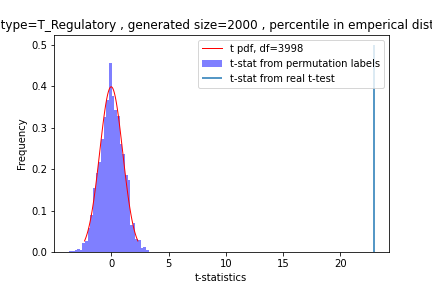 type=T_Regulatory , generated size=2000 , percentile in emperical dist
t pdf, df=3998
t-stat from permutation labels
t-stat from real t-test
Frequency
0.5
0.4
0.3
0.2
0.1
0.0
0 5 10 15 20
t-statistics